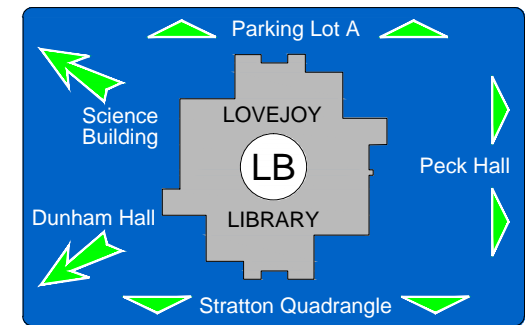 Parking Lot A
Science
Building
LOVEJOY
LB
Peck Hall
LIBRARY
Dunham Hall
Stratton Quadrangle